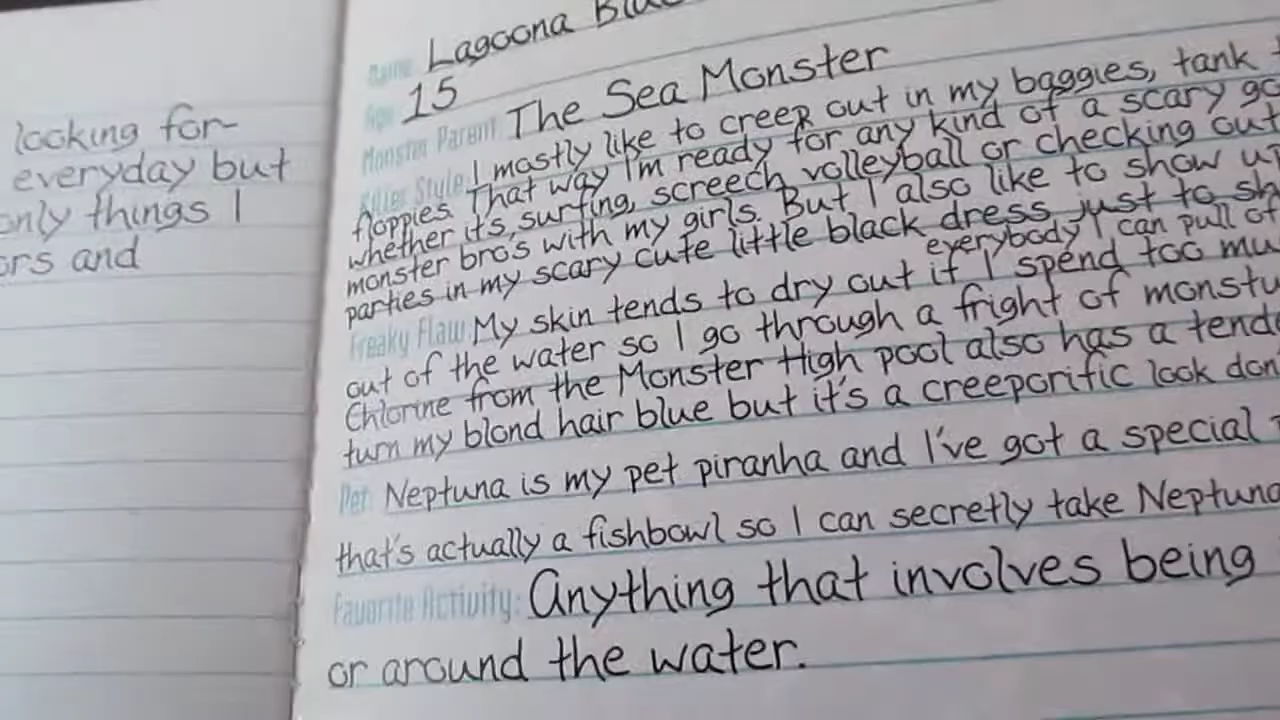 looking for
everyday but
only things I
and
Name: Lagoona
Age: 15
Monster Parent: The Sea Monster
Killer Style: I mostly like to creep out in my baggies, tank
floppies. That way I'm ready for any kind of a scary
whether it's surfing, screech volleyball or checking out
monster bro's with my girls. But I also like to show
parties in my scary cute little black dress just to
everybody I can pull
Freaky Flaw: My skin tends to dry out if I spend too
out of the water so I go through a fright of
Chlorine from the Monster High pool also has a
turn my blond hair blue but it's a creeporific look
Pet: Neptuna is my pet piranha and I've got a special
that's actually a fishbowl so I can secretly take Neptuna
Favorite Activity: Anything that involves being
or around the water.